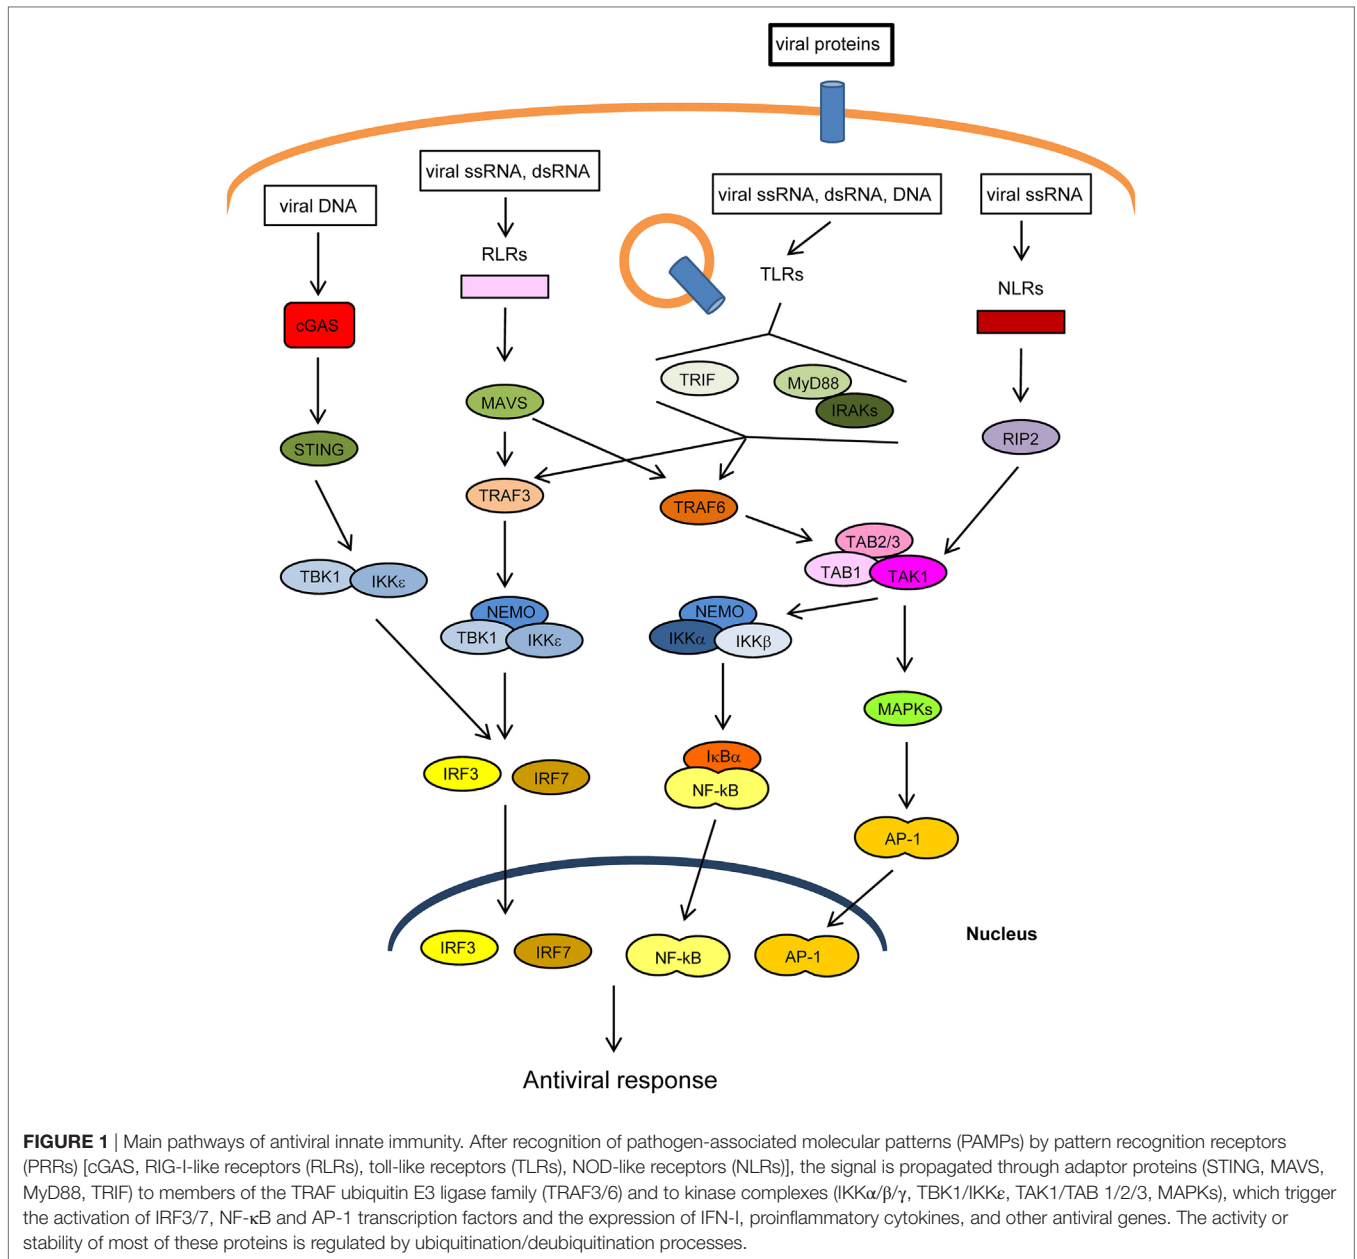 viral proteins
viral ssRNA, dsRNA
viral ssRNA, dsRNA, DNA
viral ssRNA
viral DNA
RLRs
TLRs
NLRs
cGAS
TRIF
MyD88
IRAKs
MAVS
STING
RIP2
TRAF3
TRAF6
TAB2/3
TAB1
TAK1
TBK1
IKKε
NEMO
TBK1
IKKε
NEMO
IKKα
IKKβ
MAPKs
IκBα
NF-kB
IRF3
IRF7
AP-1
Nucleus
IRF3
IRF7
NF-kB
AP-1
Antiviral response
FIGURE 1 | Main pathways of antiviral innate immunity. After recognition of pathogen-associated molecular patterns (PAMPs) by pattern recognition receptors
(PRRs) [cGAS, RIG-I-like receptors (RLRs), toll-like receptors (TLRs), NOD-like receptors (NLRs)], the signal is propagated through adaptor proteins (STING, MAVS,
MyD88, TRIF) to members of the TRAF ubiquitin E3 ligase family (TRAF3/6) and to kinase complexes (IKKα/β/γ, TBK1/IKKε, TAK1/TAB 1/2/3, MAPKs), which trigger
the activation of IRF3/7, NF-κB and AP-1 transcription factors and the expression of IFN-I, proinflammatory cytokines, and other antiviral genes. The activity or
stability of most of these proteins is regulated by ubiquitination/deubiquitination processes.